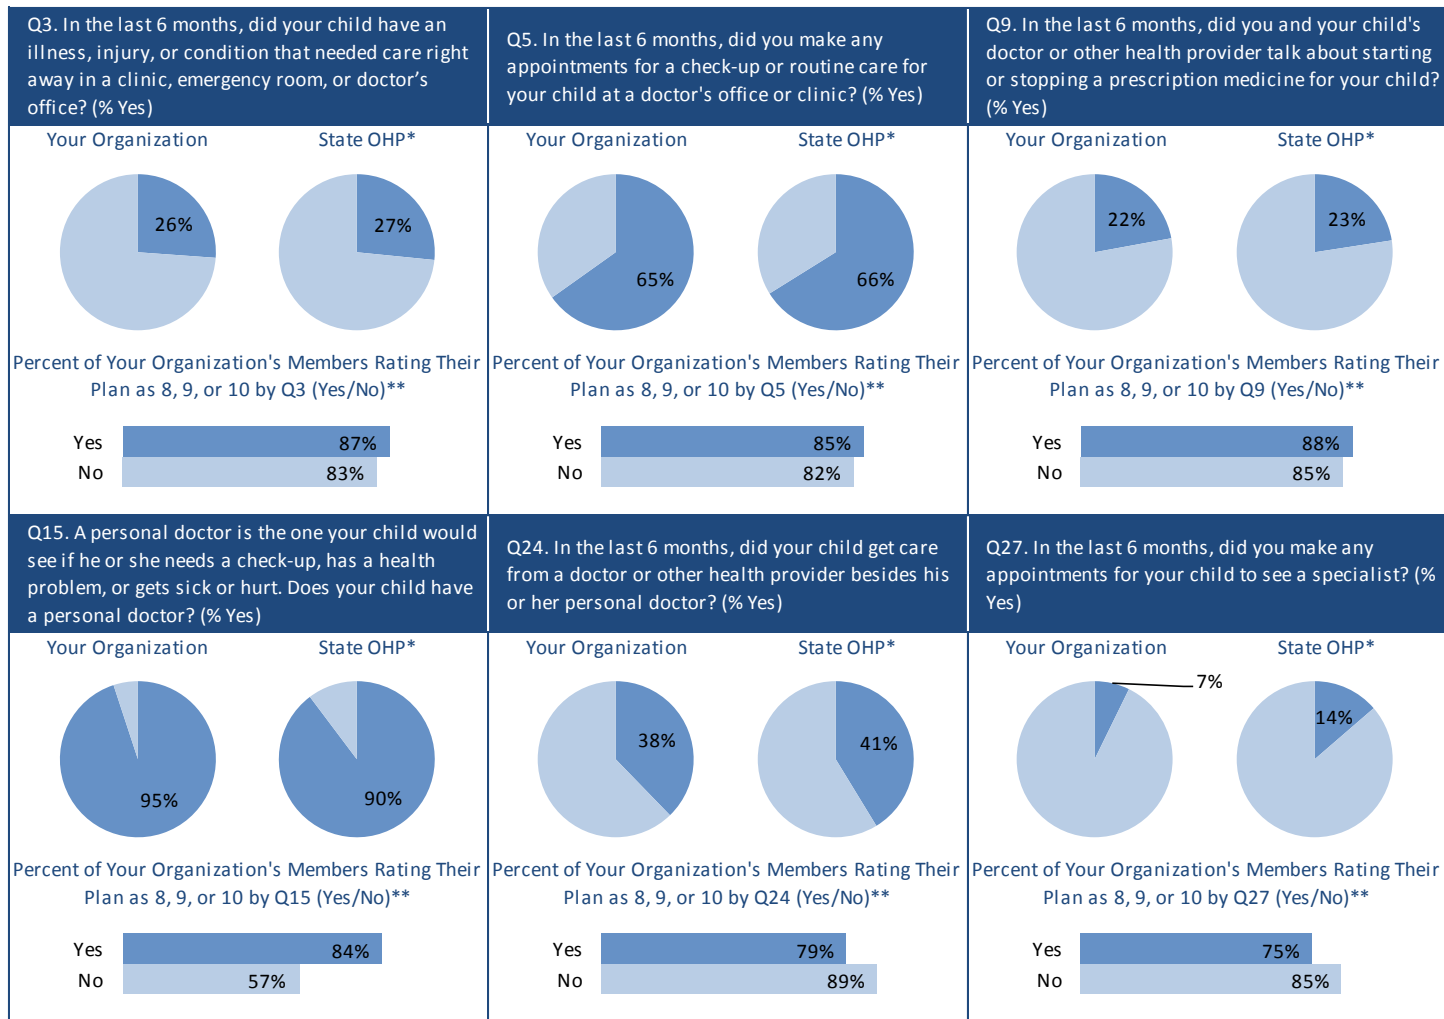 Q3. In the last 6 months, did your child have an
illness, injury, or condition that needed care right
away in a clinic, emergency room, or doctor's
office? (% Yes)
Your Organization
State OHP*
26%
27%
Percent of Your Organization's Members Rating Their
Plan as 8, 9, or 10 by Q3 (Yes/No)**
Yes
87%
No
83%
Q5. In the last 6 months, did you make any
appointments for a check-up or routine care for
your child at a doctor's office or clinic? (% Yes)
Your Organization
State OHP*
65%
66%
Percent of Your Organization's Members Rating Their
Plan as 8, 9, or 10 by Q5 (Yes/No)**
Yes
85%
No
82%
Q9. In the last 6 months, did you and your child's
doctor or other health provider talk about starting
or stopping a prescription medicine for your child?
(% Yes)
Your Organization
State OHP*
22%
23%
Percent of Your Organization's Members Rating Their
Plan as 8, 9, or 10 by Q9 (Yes/No)**
Yes
88%
No
85%
Q15. A personal doctor is the one your child would
see if he or she needs a check-up, has a health
problem, or gets sick or hurt. Does your child have
a personal doctor? (% Yes)
Your Organization
State OHP*
95%
90%
Percent of Your Organization's Members Rating Their
Plan as 8, 9, or 10 by Q15 (Yes/No)**
Yes
84%
No
57%
Q24. In the last 6 months, did your child get care
from a doctor or other health provider besides his
or her personal doctor? (% Yes)
Your Organization
State OHP*
38%
41%
Percent of Your Organization's Members Rating Their
Plan as 8, 9, or 10 by Q24 (Yes/No)**
Yes
79%
No
89%
Q27. In the last 6 months, did you make any
appointments for your child to see a specialist? (%
Yes)
Your Organization
State OHP*
7%
14%
Percent of Your Organization's Members Rating Their
Plan as 8, 9, or 10 by Q27 (Yes/No)**
Yes
75%
No
85%